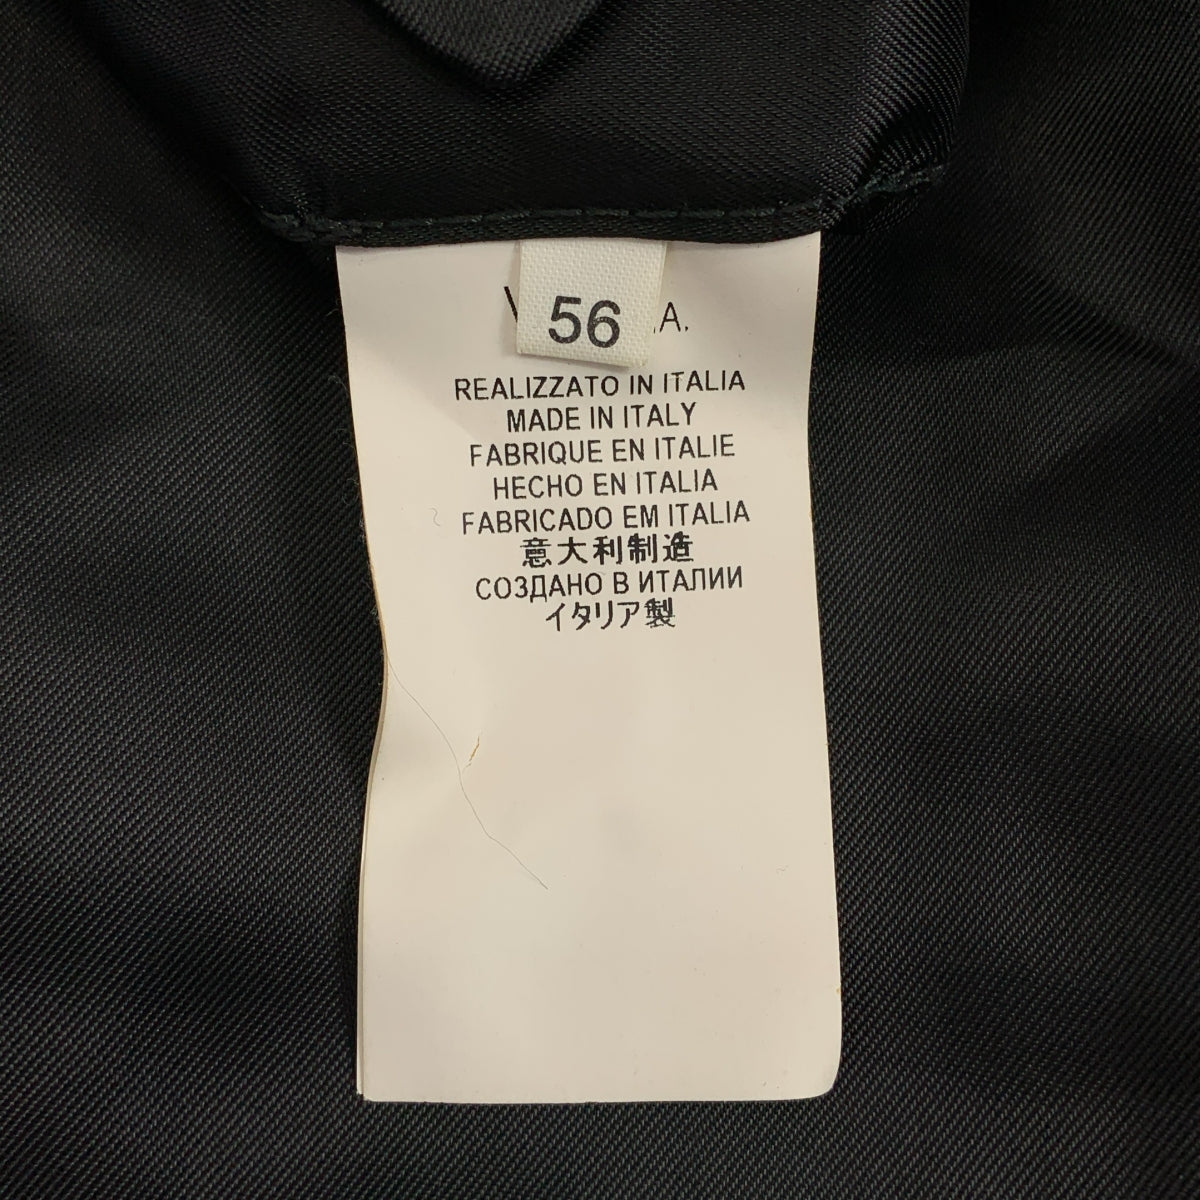 56
.A.
REALIZZATO IN ITALIA
MADE IN ITALY
FABRIQUE EN ITALIE
HECHO EN ITALIA
FABRICADO EM ITALIA
意大利制造
СОЗДАНО В ИТАЛИИ
イタリア製